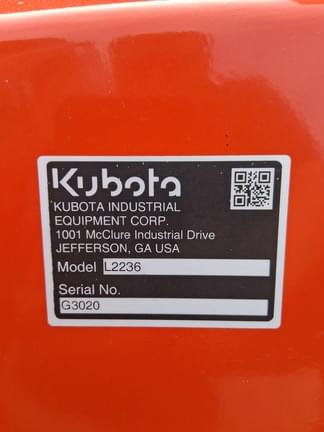 Kubota
KUBOTA INDUSTRIAL
EQUIPMENT CORP.
1001 McClure Industrial Drive
JEFFERSON, GA USA
Model L2236
Serial No.
G3020